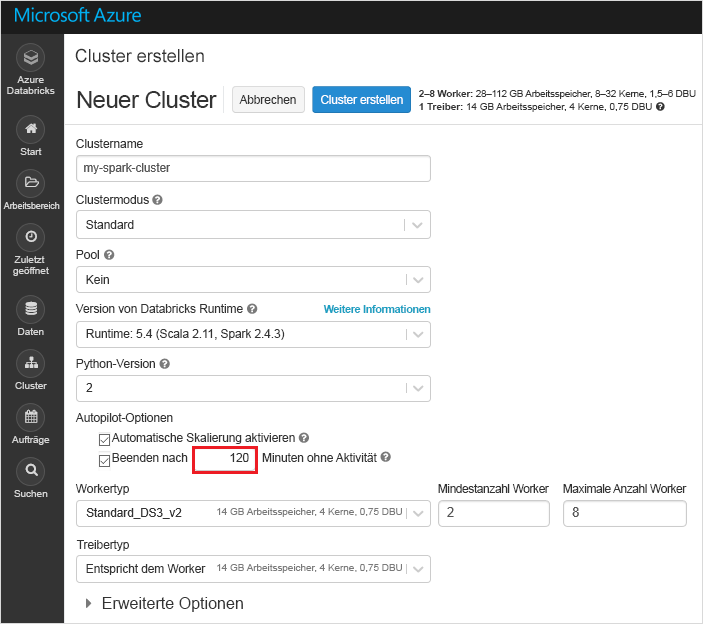 Microsoft Azure
Azure
Databricks
Start
Arbeitsbereich
Zuletzt
geöffnet
Daten
Cluster
Aufträge
Suchen
Cluster erstellen
Neuer Cluster
Abbrechen
Cluster erstellen
2–8 Worker: 28–112 GB Arbeitsspeicher, 8–32 Kerne, 1,5–6 DBU
1 Treiber: 14 GB Arbeitsspeicher, 4 Kerne, 0,75 DBU ?
Clustername
my-spark-cluster
Clustermodus ?
Standard
Pool ?
Kein
Version von Databricks Runtime ? Weitere Informationen
Runtime: 5.4 (Scala 2.11, Spark 2.4.3)
Python-Version ?
2
Autopilot-Optionen
Automatische Skalierung aktivieren ?
Beenden nach 120 Minuten ohne Aktivität ?
Workertyp Mindestanzahl Worker Maximale Anzahl Worker
Standard_DS3_v2 14 GB Arbeitsspeicher, 4 Kerne, 0,75 DBU 2 8
Treibertyp
Entspricht dem Worker 14 GB Arbeitsspeicher, 4 Kerne, 0,75 DBU
Erweiterte Optionen